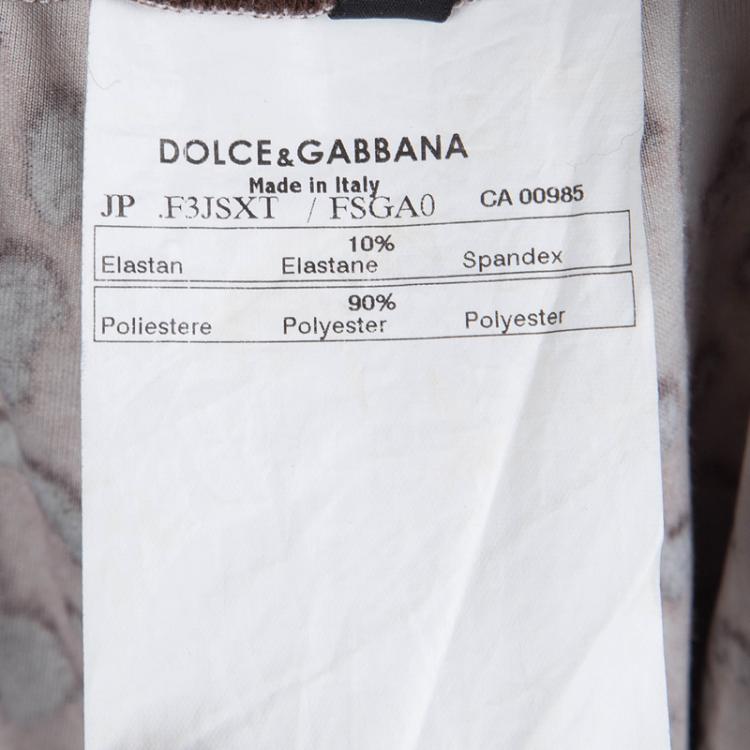 DOLCE&GABBANA
Made in Italy
JP .F3JSXT / FSGA0 CA 00985
10%
Elastan Elastane Spandex
90%
Poliestere Polyester Polyester